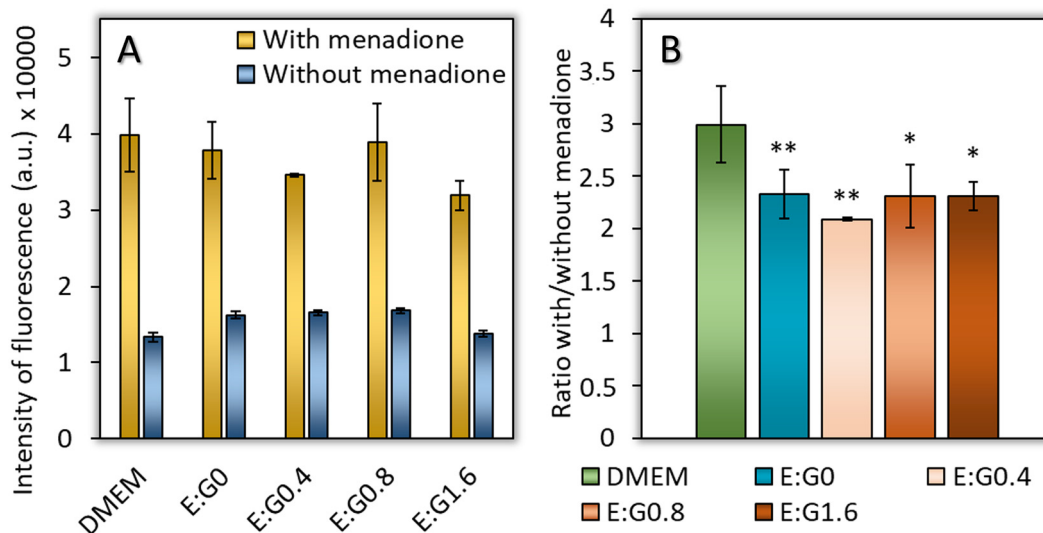 A
With menadione
Without menadione
Intensity of fluorescence (a.u.) x 10000
5
4
3
2
1
0
DMEM
E:G0
E:G0.4
E:G0.8
E:G1.6
B
Ratio with/without menadione
4
3.5
3
2.5
2
1.5
1
0.5
0
**
**
*
*
DMEM
E:G0
E:G0.4
E:G0.8
E:G1.6